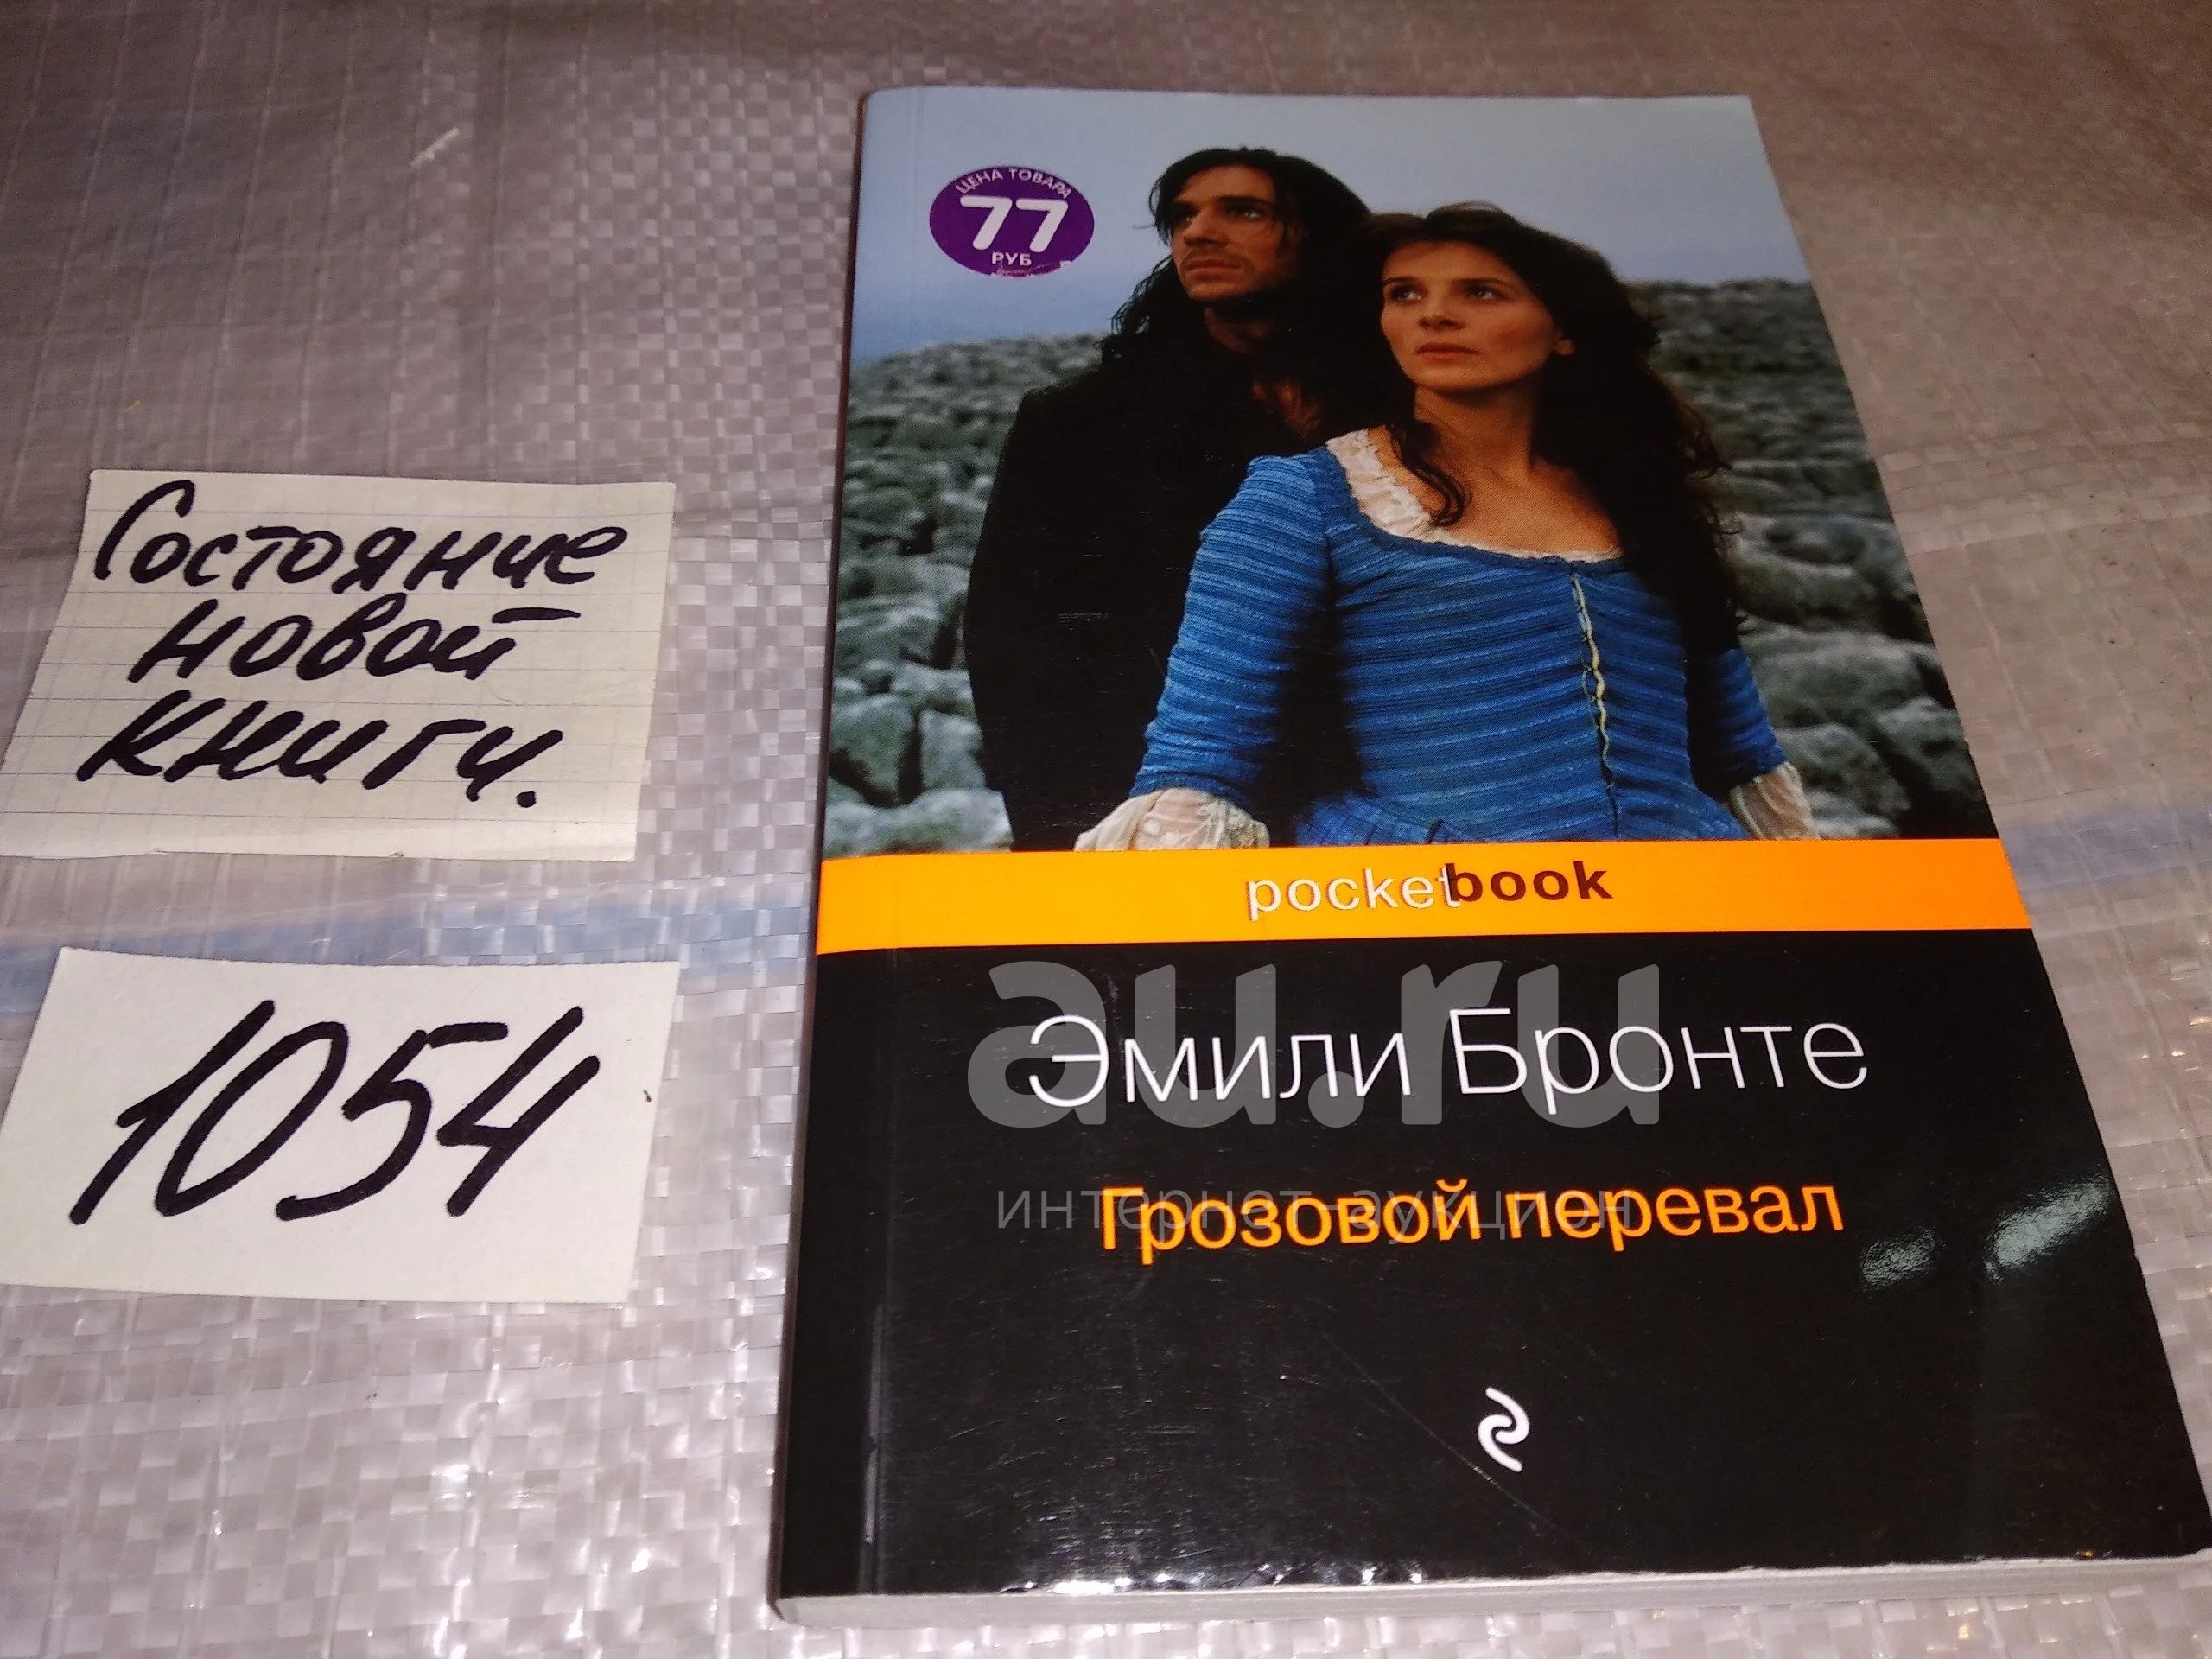 ЦЕНА ТОВАРА
77
РУБ
Состояние
новой
книги.
1054
pocketbook
au.ru
Эмили Бронте
интернет-аукцион
Грозовой перевал